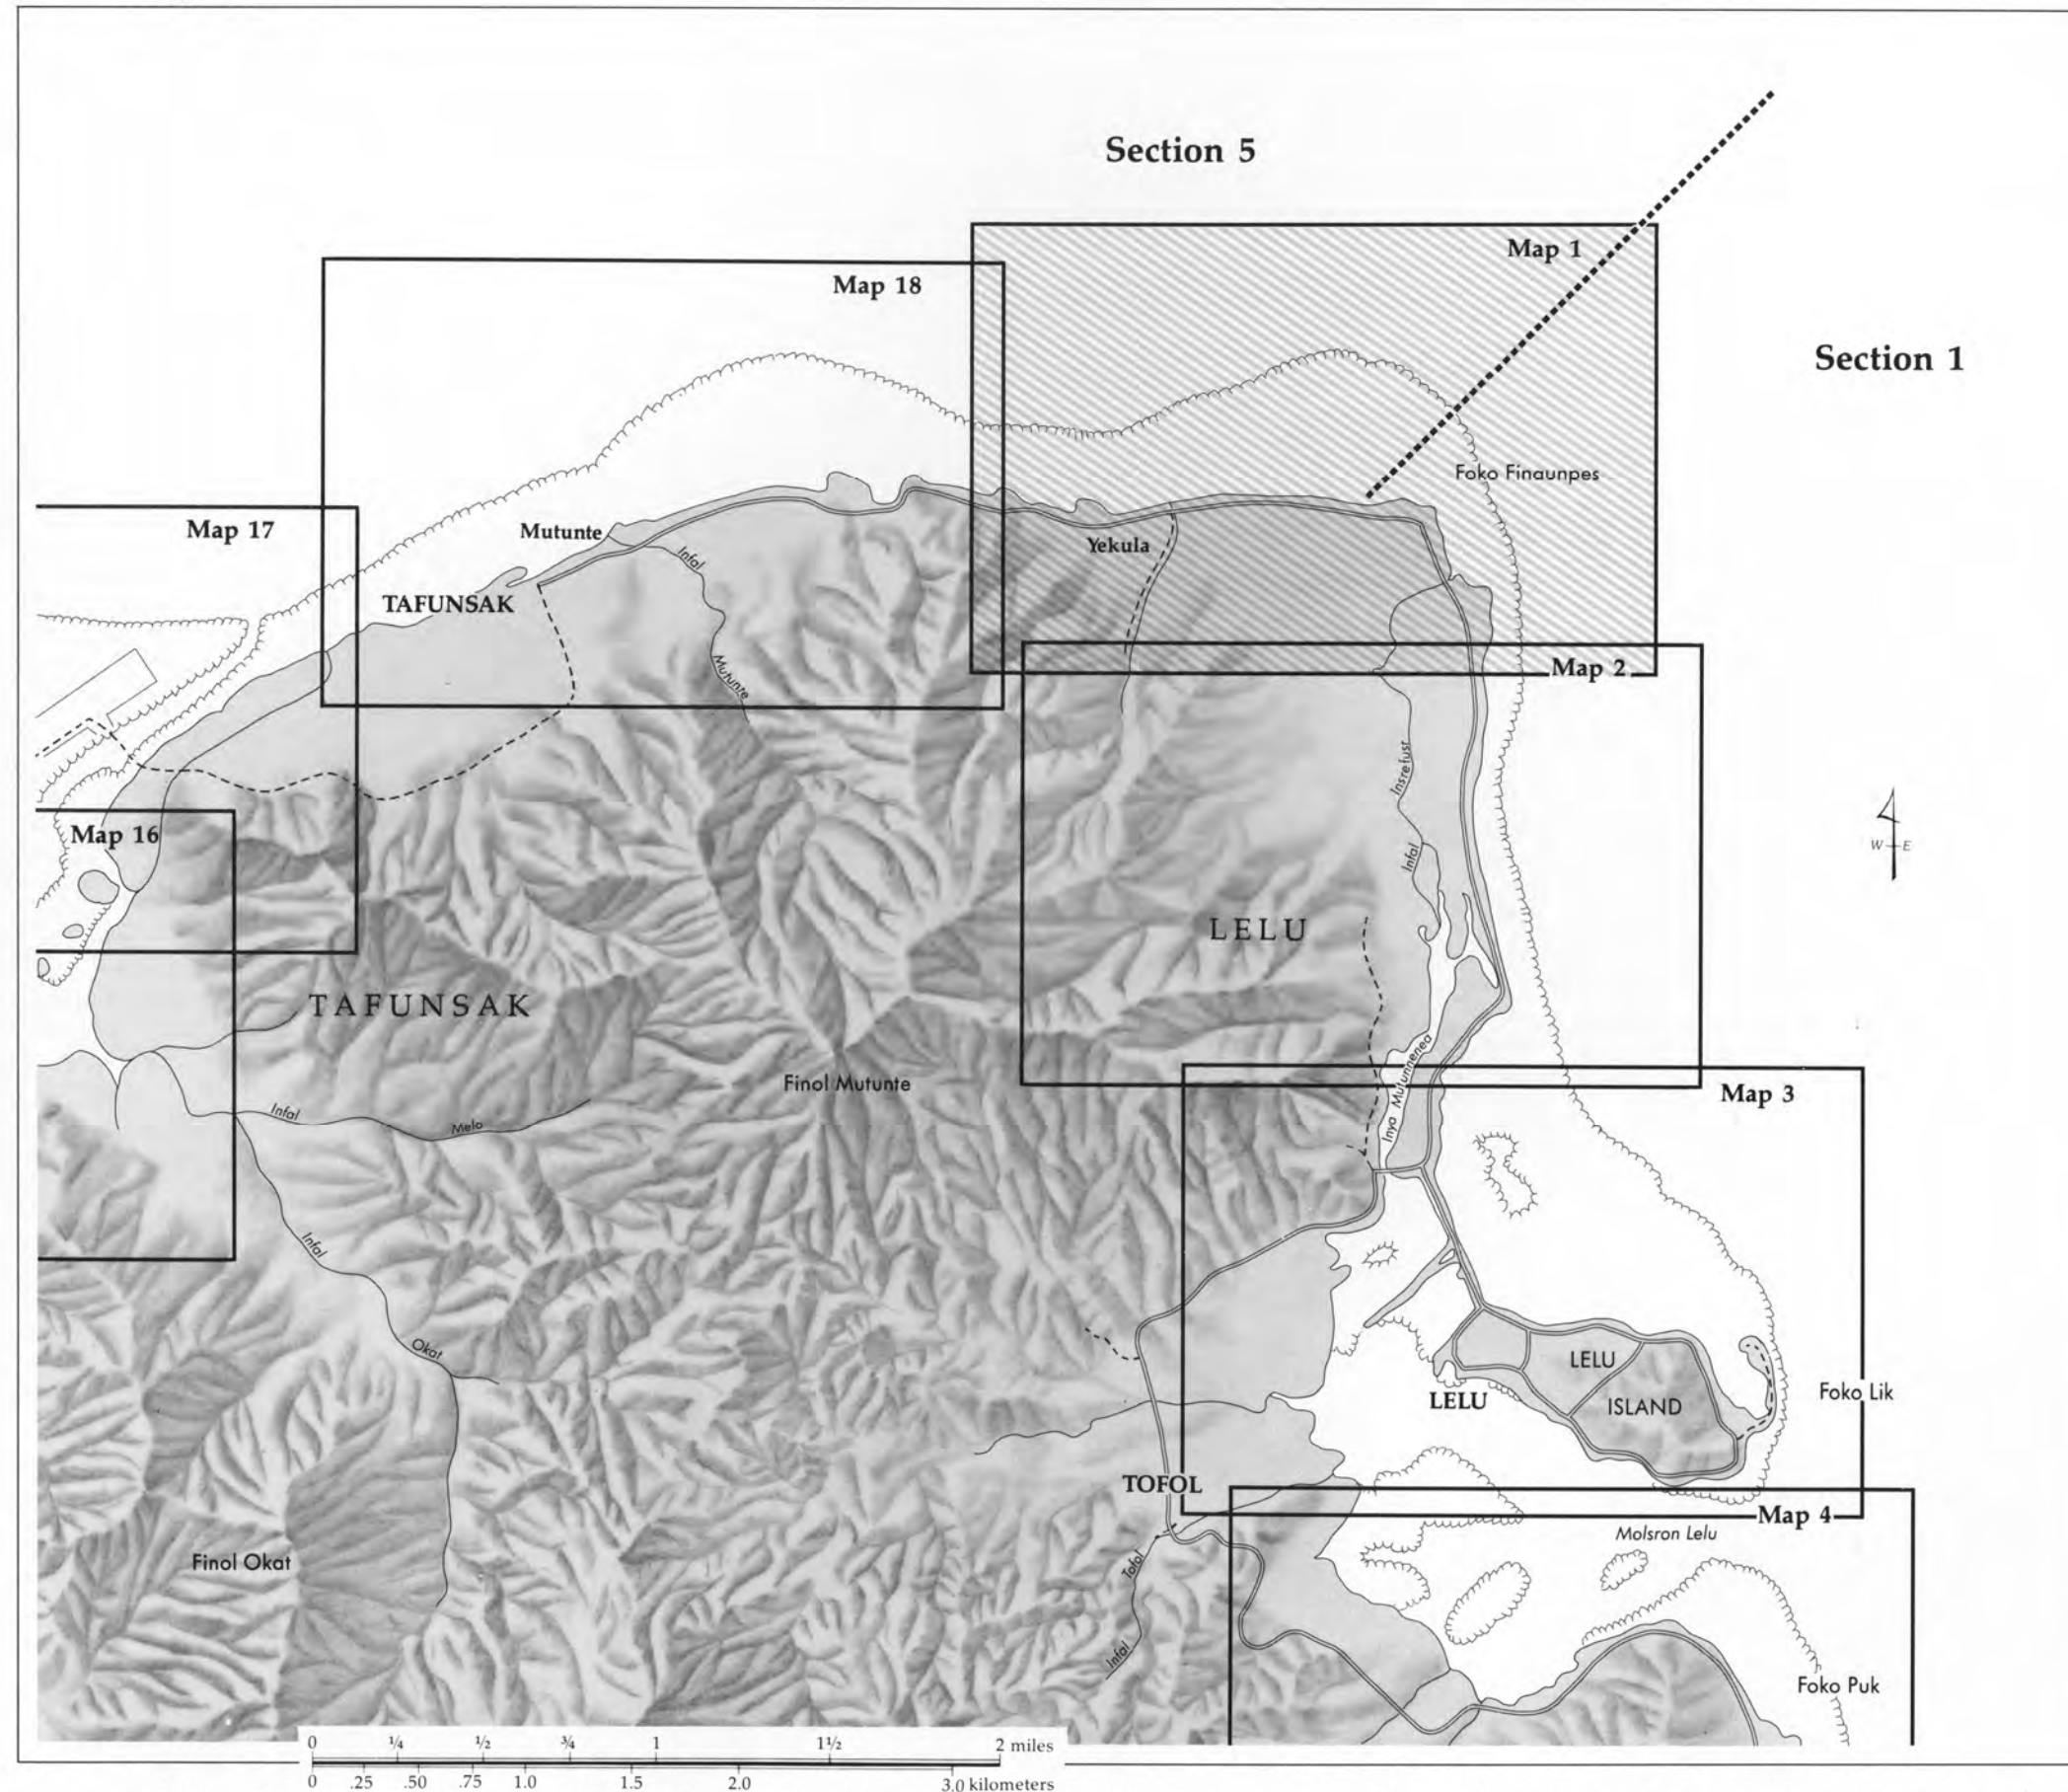 Section 5
Map 1
Map 18
Section 1
Foko Finaunpes
Map 17
Mutunte
Infal
Yekula
TAFUNSAK
Mutunte
Map 2
Insrefusr
Map 16
Infal
W E
LELU
TAFUNSAK
Finol Mutunte
Inya Mutunnenea
Map 3
Infal
Melo
Infal
Okat
LELU
ISLAND
LELU
Foko Lik
TOFOL
Map 4
Molsron Lelu
Finol Okat
Tofol
Infal
Foko Puk
0 1/4 1/2 3/4 1 1 1/2 2 miles
0 .25 .50 .75 1.0 1.5 2.0 3.0 kilometers